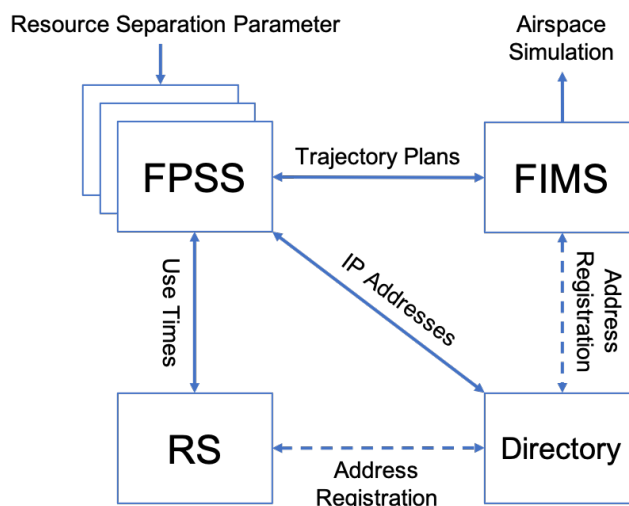 Resource Separation Parameter
Airspace
Simulation
FPSS
Trajectory Plans
FIMS
Use Times
IP Addresses
Address
Registration
RS
Address
Registration
Directory